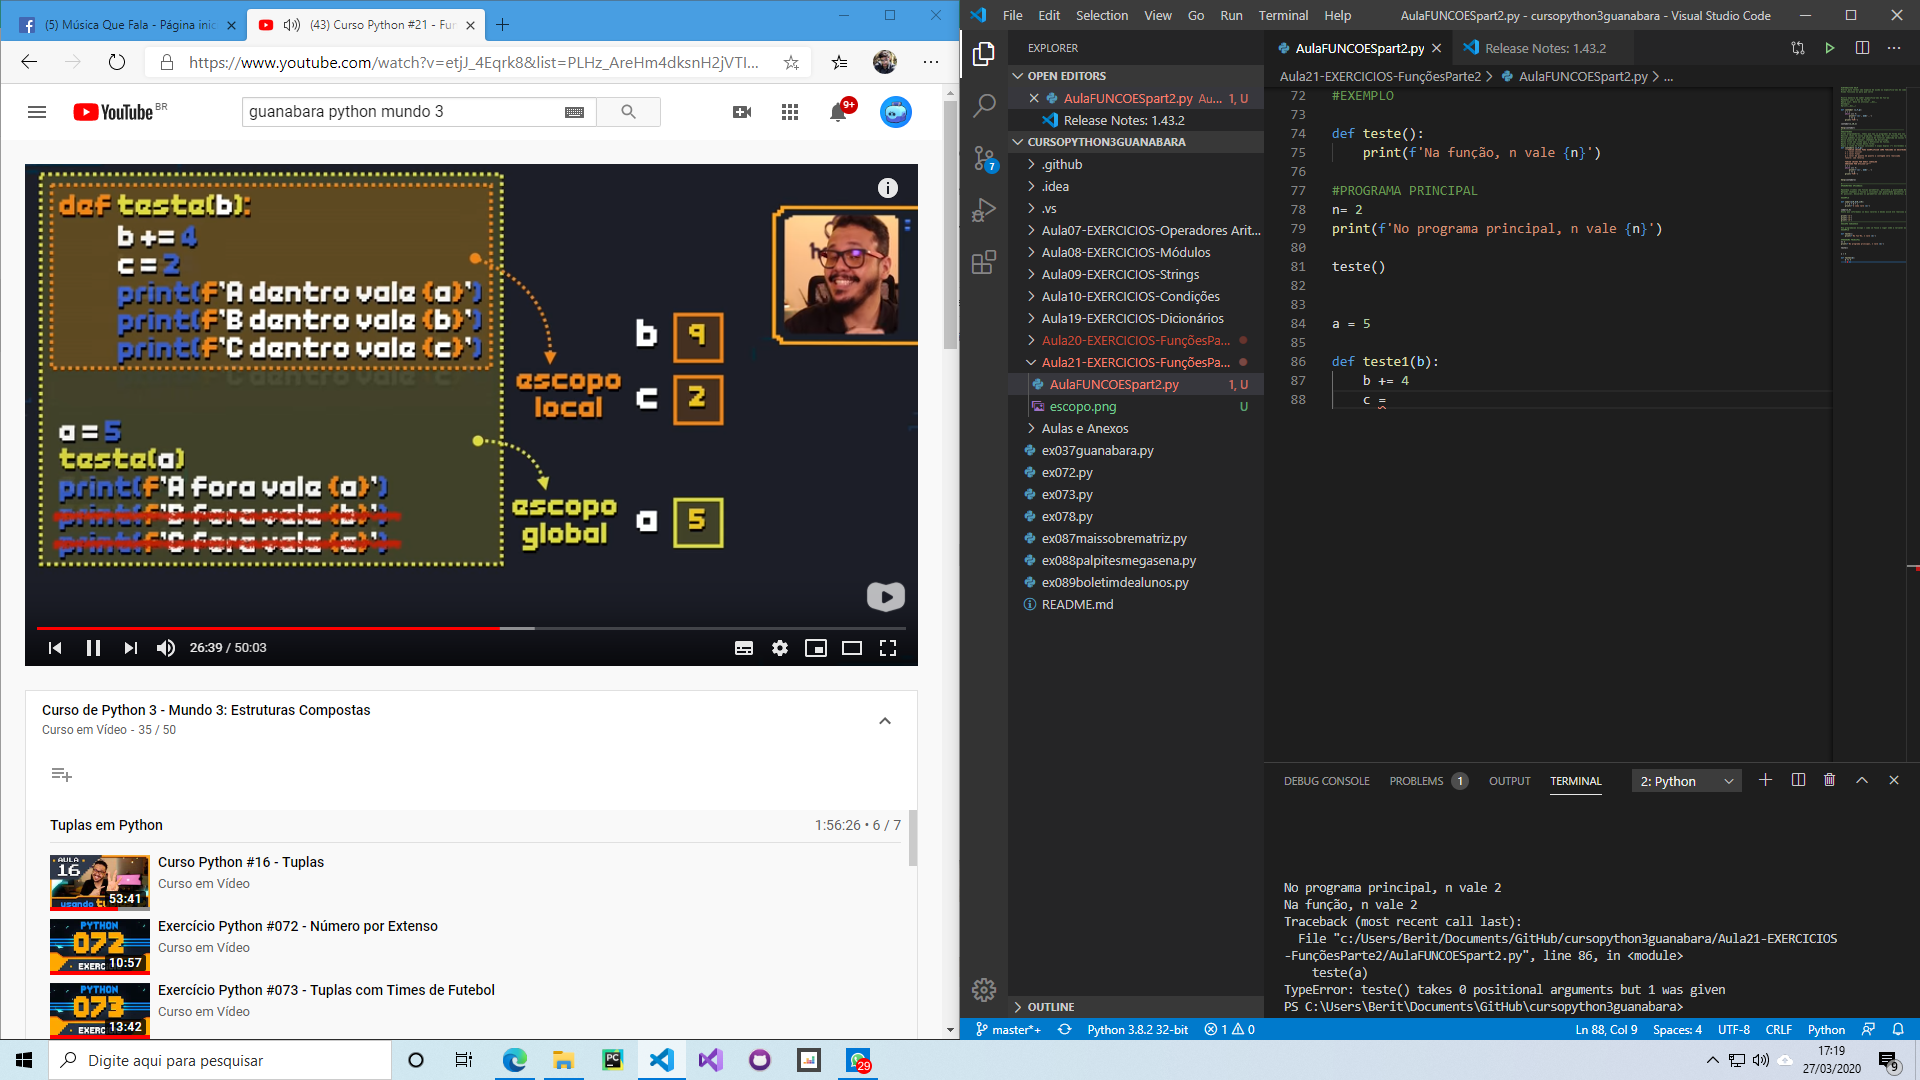 (5) Música Que Fala - Página inic
(43) Curso Python #21 - Fun
https://www.youtube.com/watch?v=etjJ_4Eqrk8&list=PLHz_AreHm4dksnH2jVTI...
YouTube BR
guanabara python mundo 3
9+
def teste(b):
b += 4
c = 2
print(f'A dentro vale {a}')
print(f'B dentro vale {b}')
print(f'C dentro vale {c}')
a = 5
teste(a)
print(f'A fora vale {a}')
print(f'B fora vale {b}')
print(f'C fora vale {c}')
escopo local
escopo global
b 9
c 2
a 5
26:39 / 50:03
Curso de Python 3 - Mundo 3: Estruturas Compostas
Curso em Vídeo - 35 / 50
Tuplas em Python
1:56:26 • 6 / 7
AULA 16
53:41
Curso Python #16 - Tuplas
Curso em Vídeo
PYTHON 072
10:57
Exercício Python #072 - Número por Extenso
Curso em Vídeo
PYTHON 073
13:42
Exercício Python #073 - Tuplas com Times de Futebol
Curso em Vídeo
File Edit Selection View Go Run Terminal Help
AulaFUNCOESpart2.py - cursopython3guanabara - Visual Studio Code
EXPLORER
OPEN EDITORS
AulaFUNCOESpart2.py Au... 1, U
Release Notes: 1.43.2
CURSOPYTHON3GUANABARA
.github
.idea
.vs
Aula07-EXERCICIOS-Operadores Arit...
Aula08-EXERCICIOS-Módulos
Aula09-EXERCICIOS-Strings
Aula10-EXERCICIOS-Condições
Aula19-EXERCICIOS-Dicionários
Aula20-EXERCICIOS-FunçõesPa...
Aula21-EXERCICIOS-FunçõesPa...
AulaFUNCOESpart2.py 1, U
escopo.png U
Aulas e Anexos
ex037guanabara.py
ex072.py
ex073.py
ex078.py
ex087maissobrematriz.py
ex088palpitesmegasena.py
ex089boletimdealunos.py
README.md
OUTLINE
7
AulaFUNCOESpart2.py
Release Notes: 1.43.2
Aula21-EXERCICIOS-FunçõesParte2 > AulaFUNCOESpart2.py > ...
72 #EXEMPLO
73
74 def teste():
75 print(f'Na função, n vale {n}')
76
77 #PROGRAMA PRINCIPAL
78 n= 2
79 print(f'No programa principal, n vale {n}')
80
81 teste()
82
83
84 a = 5
85
86 def teste1(b):
87 b += 4
88 c =
DEBUG CONSOLE PROBLEMS 1 OUTPUT TERMINAL
2: Python
No programa principal, n vale 2
Na função, n vale 2
Traceback (most recent call last):
File "c:/Users/Berit/Documents/GitHub/cursopython3guanabara/Aula21-EXERCICIOS
-FunçõesParte2/AulaFUNCOESpart2.py", line 86, in <module>
teste(a)
TypeError: teste() takes 0 positional arguments but 1 was given
PS C:\Users\Berit\Documents\GitHub\cursopython3guanabara>
master*+
Python 3.8.2 32-bit
1 0
Ln 88, Col 9
Spaces: 4
UTF-8
CRLF
Python
Digite aqui para pesquisar
PC
29
17:19
27/03/2020
9